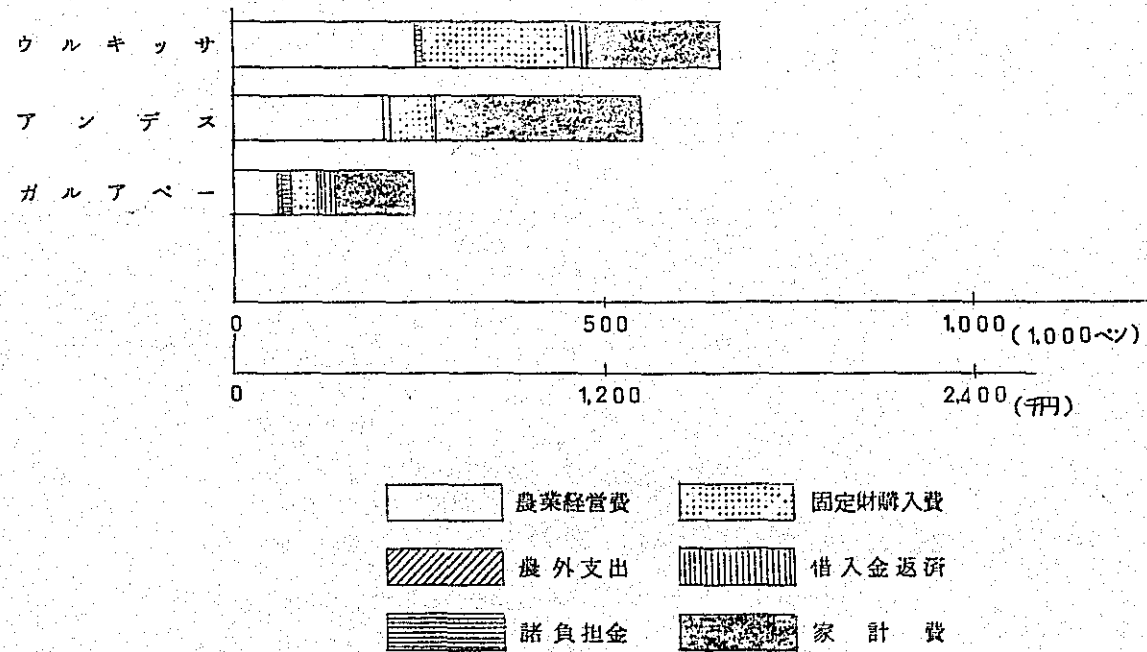 ウルキッサ
アンデス
ガルアペー
0 500 1,000 (1,000ペソ)
0 1,200 2,400 (千円)
農業経営費 固定財購入費
農外支出 借入金返済
諸負担金 家計費